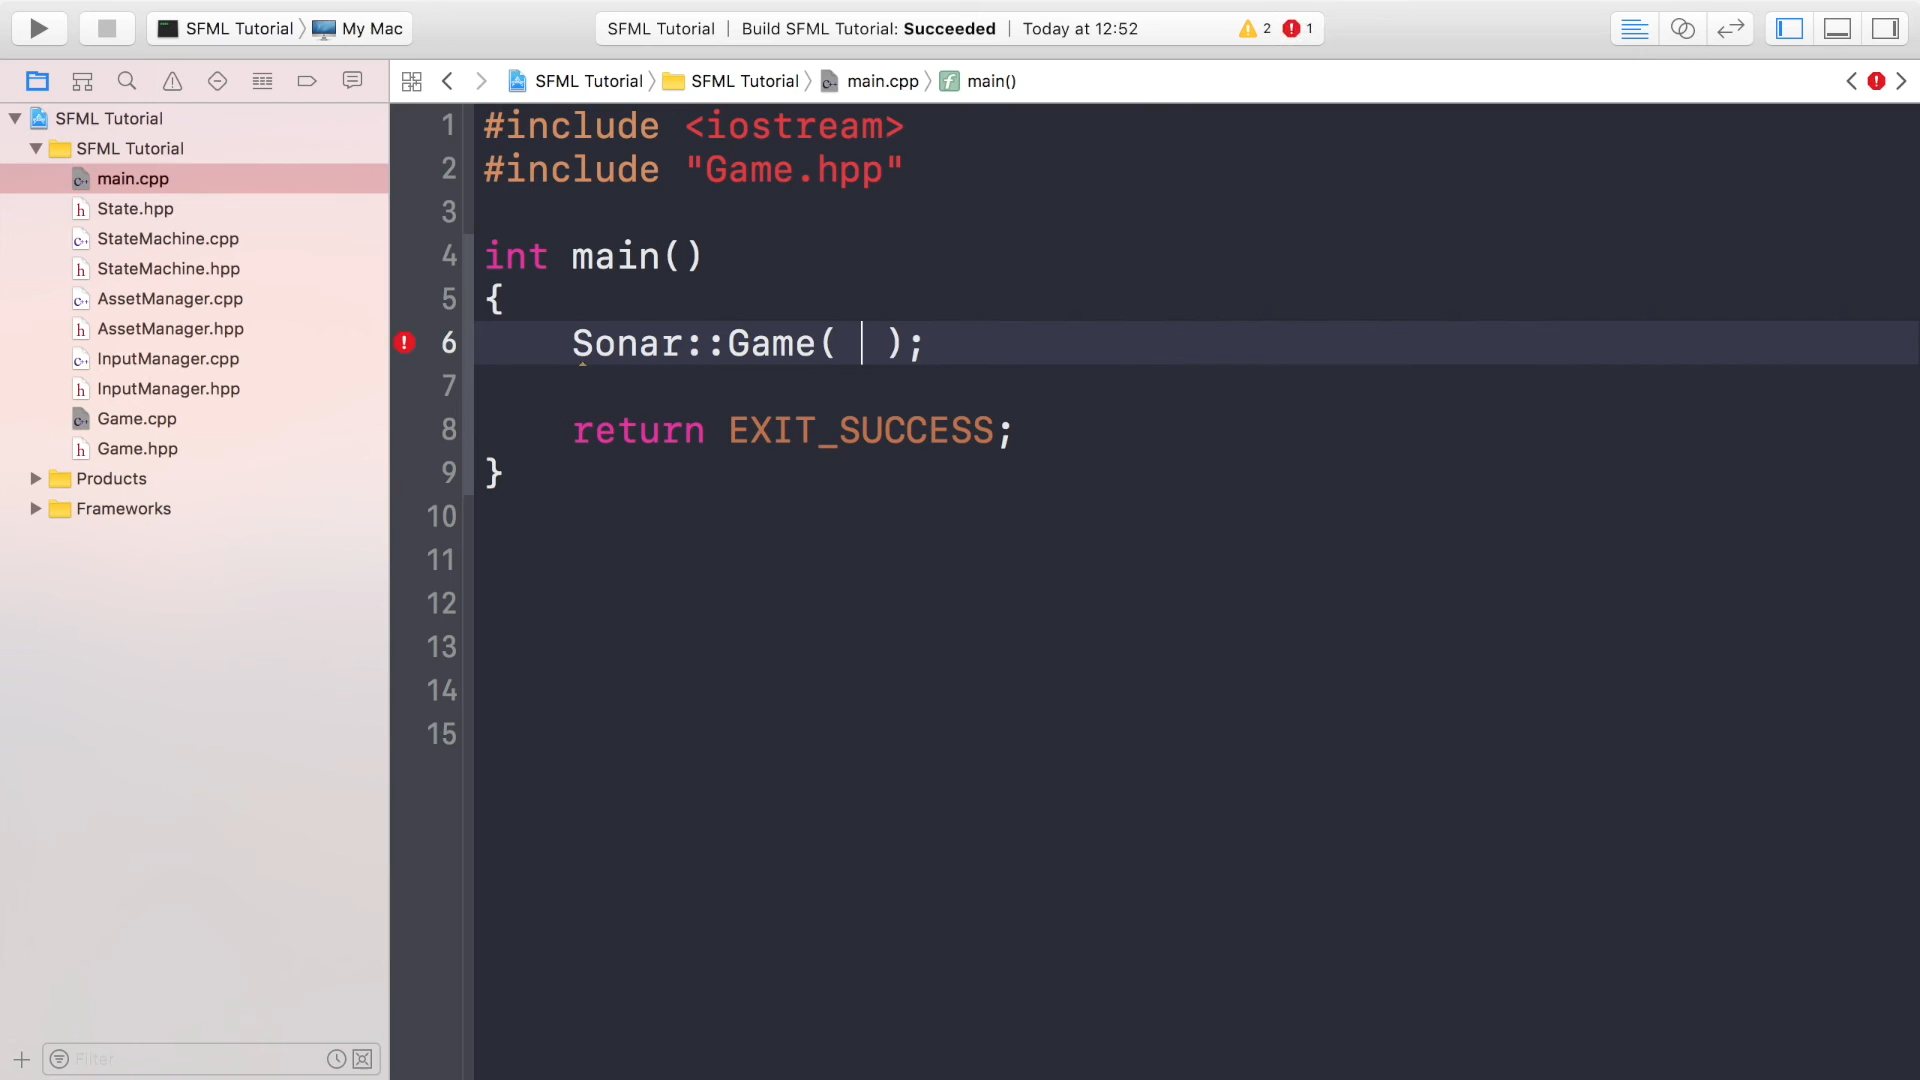 SFML Tutorial My Mac SFML Tutorial | Build SFML Tutorial: Succeeded | Today at 12:52 2 1
SFML Tutorial SFML Tutorial main.cpp main()
SFML Tutorial
SFML Tutorial
main.cpp
State.hpp
StateMachine.cpp
StateMachine.hpp
AssetManager.cpp
AssetManager.hpp
InputManager.cpp
InputManager.hpp
Game.cpp
Game.hpp
Products
Frameworks
Filter
1 #include <iostream>
2 #include "Game.hpp"
3
4 int main()
5 {
6 Sonar::Game(  );
7
8 return EXIT_SUCCESS;
9 }
10
11
12
13
14
15